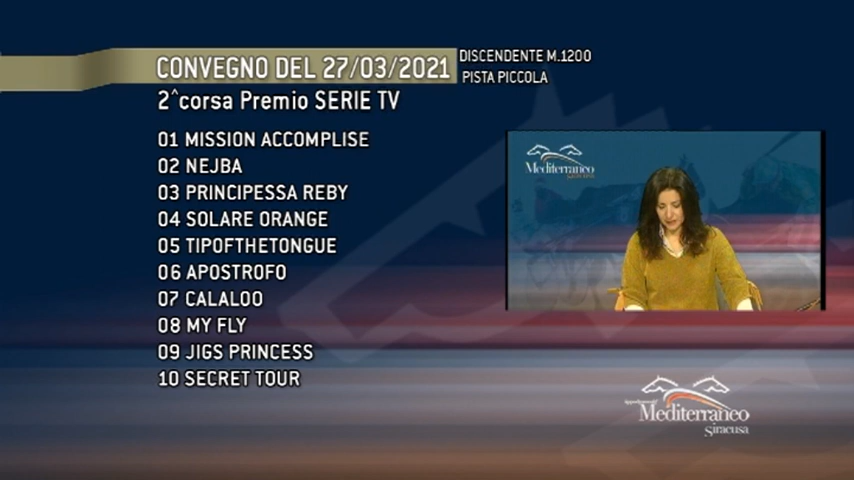 CONVEGNO DEL 27/03/2021
DISCENDENTE M.1200
PISTA PICCOLA
2^corsa Premio SERIE TV
01 MISSION ACCOMPLISE
02 NEJBA
03 PRINCIPESSA REBY
04 SOLARE ORANGE
05 TIPOFTHETONGUE
06 APOSTROFO
07 CALALOO
08 MY FLY
09 JIGS PRINCESS
10 SECRET TOUR
Mediterraneo
Mediterraneo
Siracusa